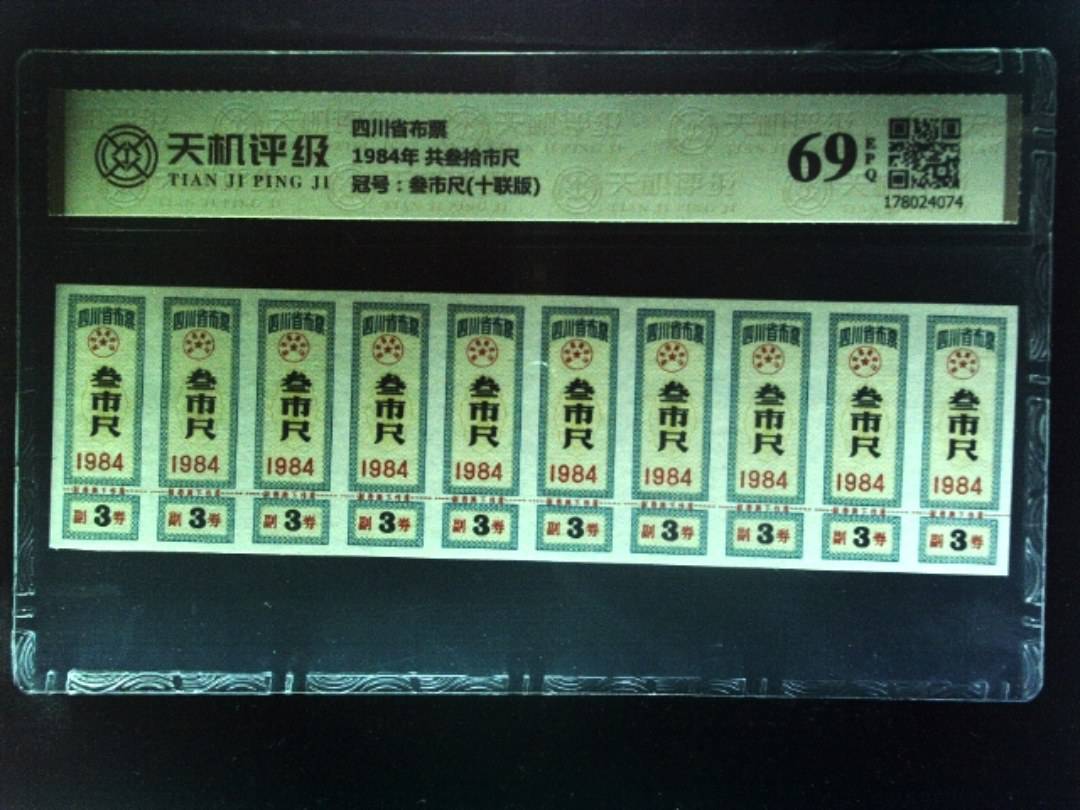 天机评级
TIAN JI PING JI
四川省布票
1984年 共叁拾市尺
冠号：叁市尺(十联版)
69
EPQ
178024074
四川省布票 四川省布票 四川省布票 四川省布票 四川省布票 四川省布票 四川省布票 四川省布票 四川省布票 四川省布票
叁市尺 叁市尺 叁市尺 叁市尺 叁市尺 叁市尺 叁市尺 叁市尺 叁市尺 叁市尺
1984 1984 1984 1984 1984 1984 1984 1984 1984 1984
副3券 副3券 副3券 副3券 副3券 副3券 副3券 副3券 副3券 副3券